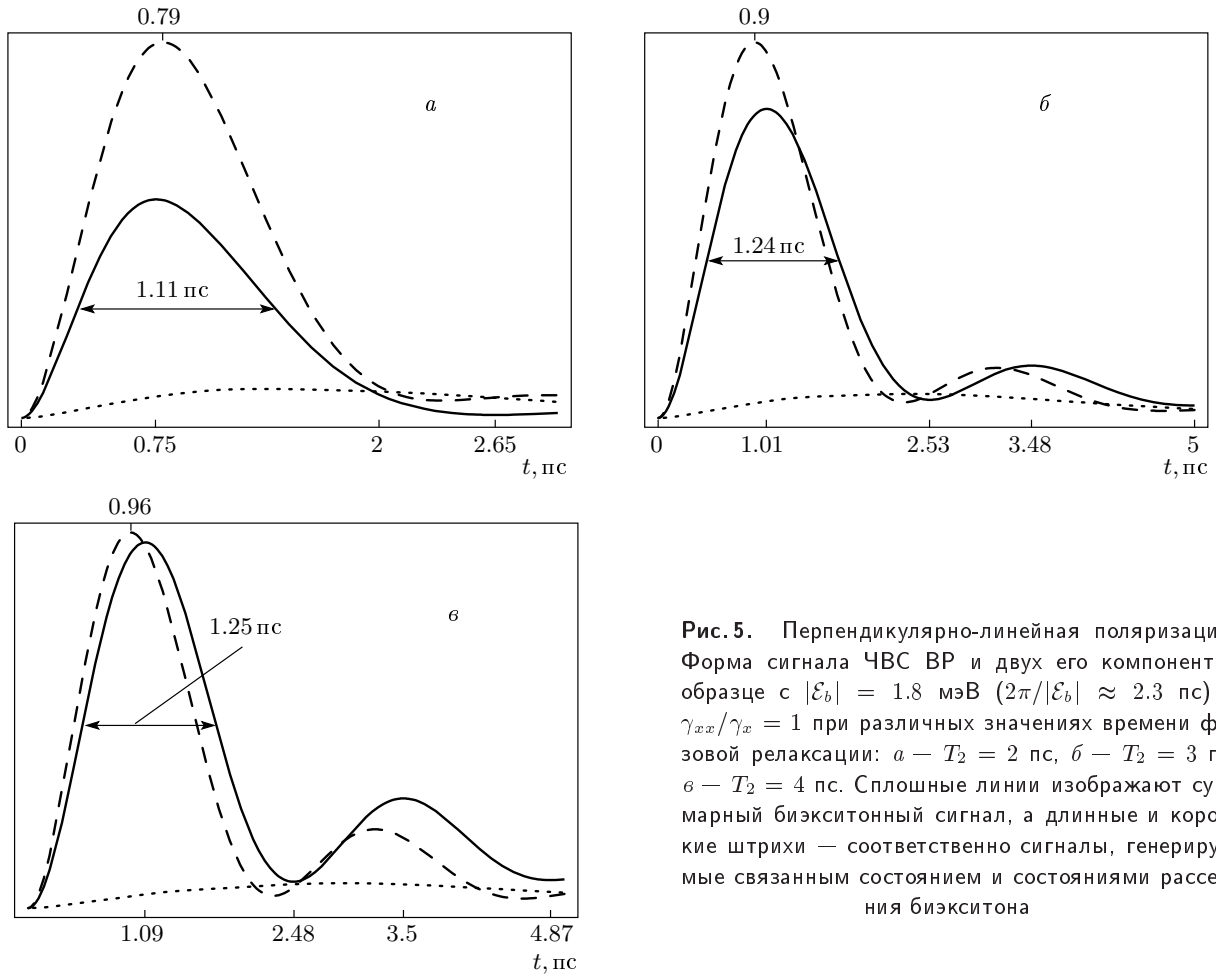 0.79
а
1.11 пс
0
0.75
2
2.65
t, пс
0.9
б
1.24 пс
0
1.01
2.53
3.48
5
t, пс
0.96
в
1.25 пс
1.09
2.48
3.5
4.87
t, пс
Рис. 5. Перпендикулярно-линейная поляризаци
Форма сигнала ЧВС ВР и двух его компонент
образце с |ℰ_b| = 1.8 мэВ (2π/|ℰ_b| ≈ 2.3 пс)
γ_xx/γ_x = 1 при различных значениях времени ф
зовой релаксации: а — T₂ = 2 пс, б — T₂ = 3 п
в — T₂ = 4 пс. Сплошные линии изображают су
марный биэкситонный сигнал, а длинные и коро
кие штрихи — соответственно сигналы, генериру
мые связанным состоянием и состояниями рассе
ния биэкситона